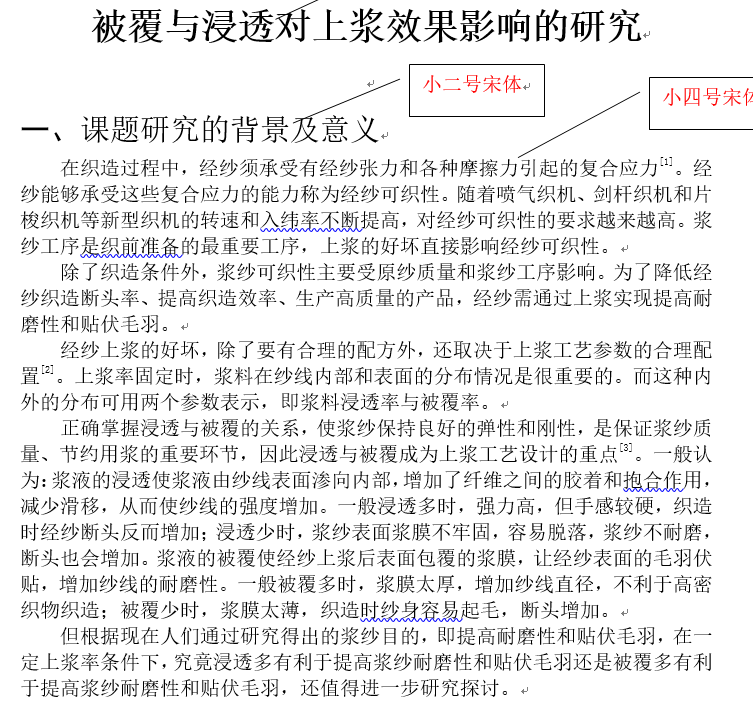 被覆与浸透对上浆效果影响的研究
小二号宋体
小四号宋体
一、课题研究的背景及意义
在织造过程中，经纱须承受有经纱张力和各种摩擦力引起的复合应力[1]。经
纱能够承受这些复合应力的能力称为经纱可织性。随着喷气织机、剑杆织机和片
梭织机等新型织机的转速和入纬率不断提高，对经纱可织性的要求越来越高。浆
纱工序是织前准备的最重要工序，上浆的好坏直接影响经纱可织性。
除了织造条件外，浆纱可织性主要受原纱质量和浆纱工序影响。为了降低经
纱织造断头率、提高织造效率、生产高质量的产品，经纱需通过上浆实现提高耐
磨性和贴伏毛羽。
经纱上浆的好坏，除了要有合理的配方外，还取决于上浆工艺参数的合理配
置[2]。上浆率固定时，浆料在纱线内部和表面的分布情况是很重要的。而这种内
外的分布可用两个参数表示，即浆料浸透率与被覆率。
正确掌握浸透与被覆的关系，使浆纱保持良好的弹性和刚性，是保证浆纱质
量、节约用浆的重要环节，因此浸透与被覆成为上浆工艺设计的重点[3]。一般认
为：浆液的浸透使浆液由纱线表面渗向内部，增加了纤维之间的胶着和抱合作用，
减少滑移，从而使纱线的强度增加。一般浸透多时，强力高，但手感较硬，织造
时经纱断头反而增加；浸透少时，浆纱表面浆膜不牢固，容易脱落，浆纱不耐磨，
断头也会增加。浆液的被覆使经纱上浆后表面包覆的浆膜，让经纱表面的毛羽伏
贴，增加纱线的耐磨性。一般被覆多时，浆膜太厚，增加纱线直径，不利于高密
织物织造；被覆少时，浆膜太薄，织造时纱身容易起毛，断头增加。
但根据现在人们通过研究得出的浆纱目的，即提高耐磨性和贴伏毛羽，在一
定上浆率条件下，究竟浸透多有利于提高浆纱耐磨性和贴伏毛羽还是被覆多有利
于提高浆纱耐磨性和贴伏毛羽，还值得进一步研究探讨。